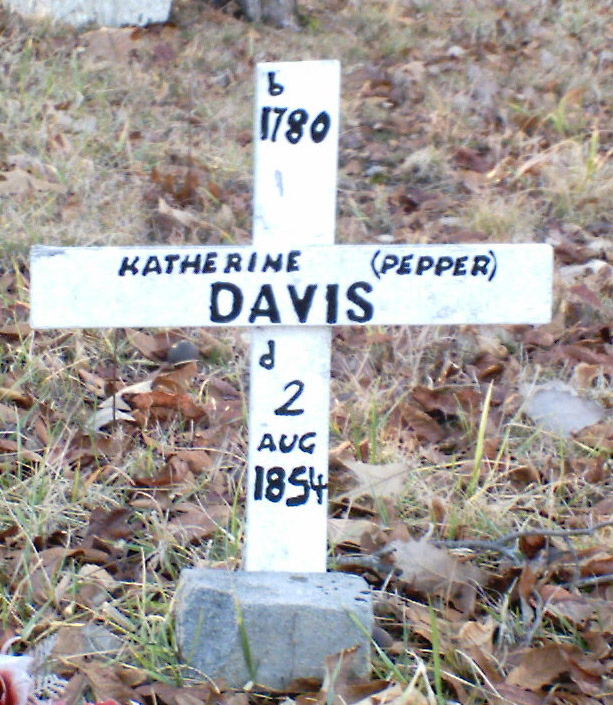 b
1780
KATHERINE (PEPPER)
DAVIS
d
2
AUG
1854